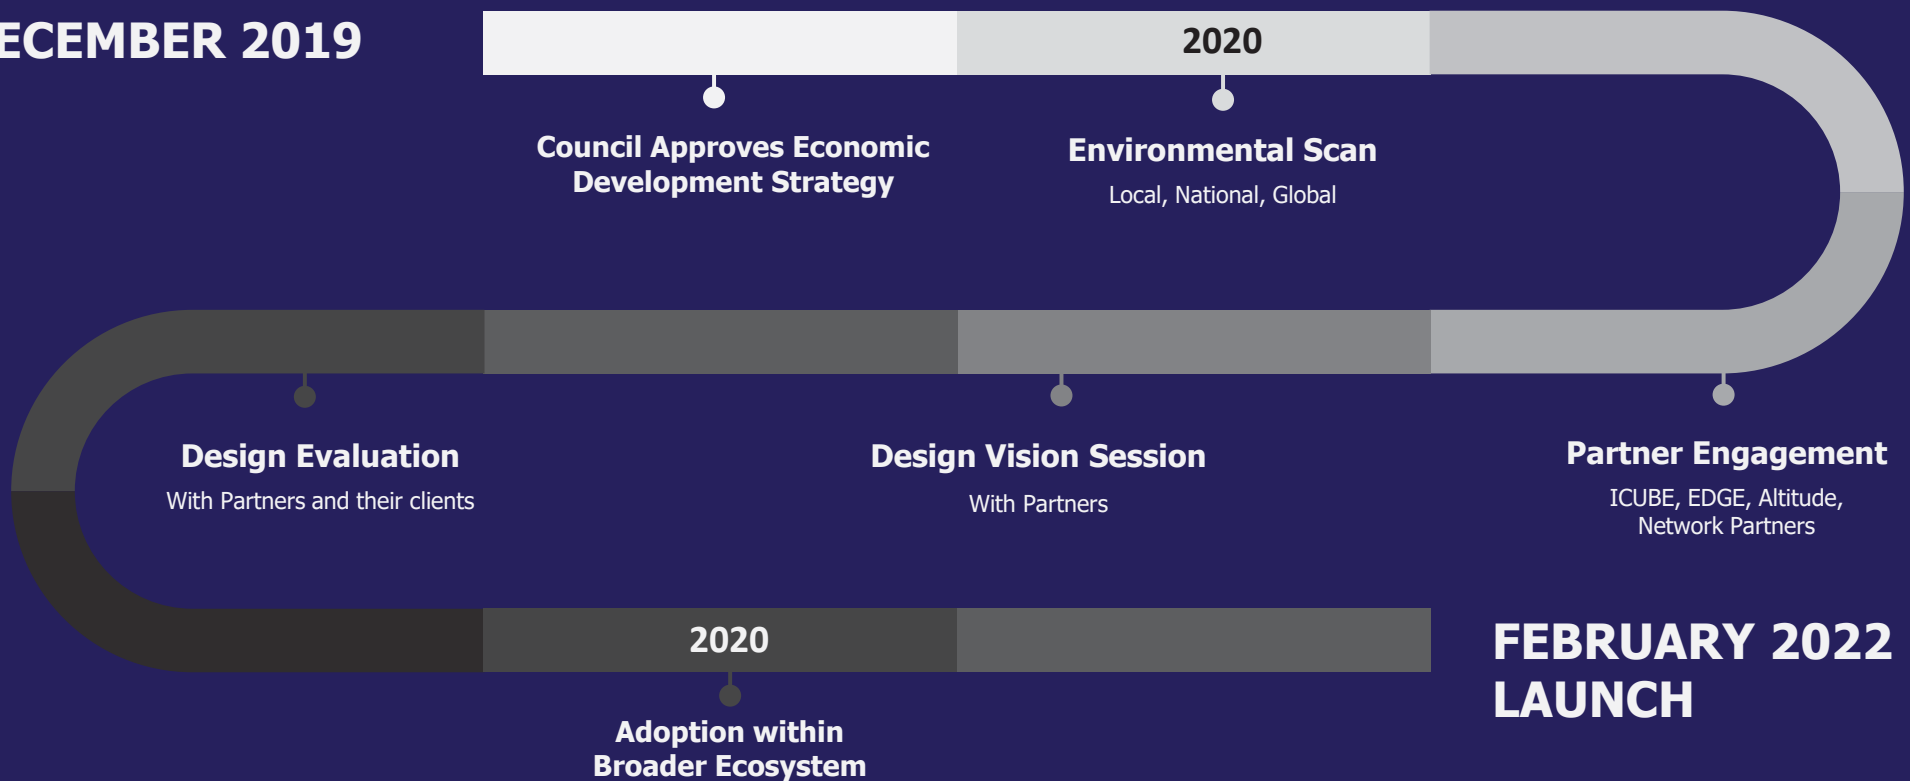 ECEMBER 2019
2020
Council Approves Economic
Development Strategy
Environmental Scan
Local, National, Global
Design Evaluation
With Partners and their clients
Design Vision Session
With Partners
Partner Engagement
ICUBE, EDGE, Altitude,
Network Partners
2020
Adoption within
Broader Ecosystem
FEBRUARY 2022
LAUNCH